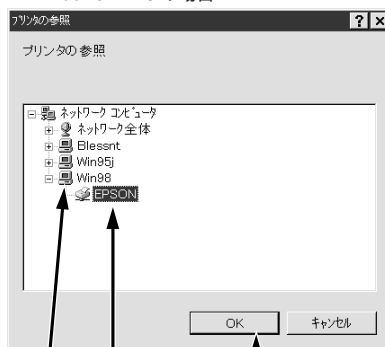 プリンタの参照
プリンタの参照
ネットワーク コンピュータ
ネットワーク全体
Blessnt
Win95j
Win98
EPSON
OK
キャンセル